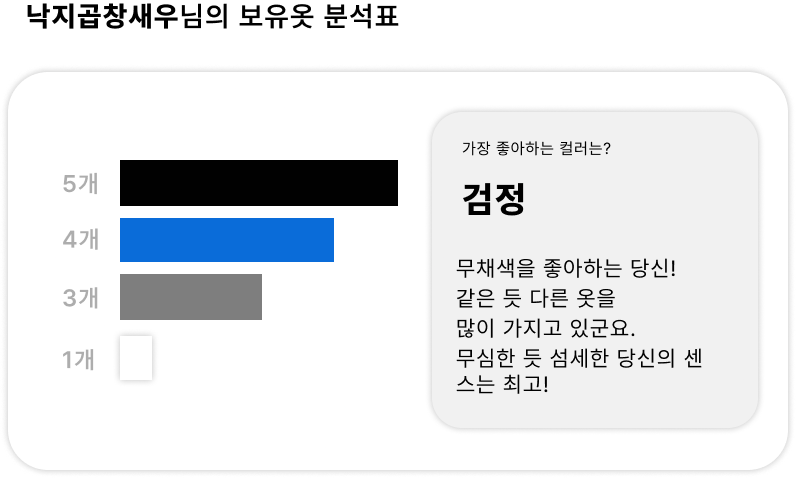 낙지곱창새우님의 보유옷 분석표
5개
4개
3개
1개
가장 좋아하는 컬러는?
검정
무채색을 좋아하는 당신!
같은 듯 다른 옷을
많이 가지고 있군요.
무심한 듯 섬세한 당신의 센
스는 최고!